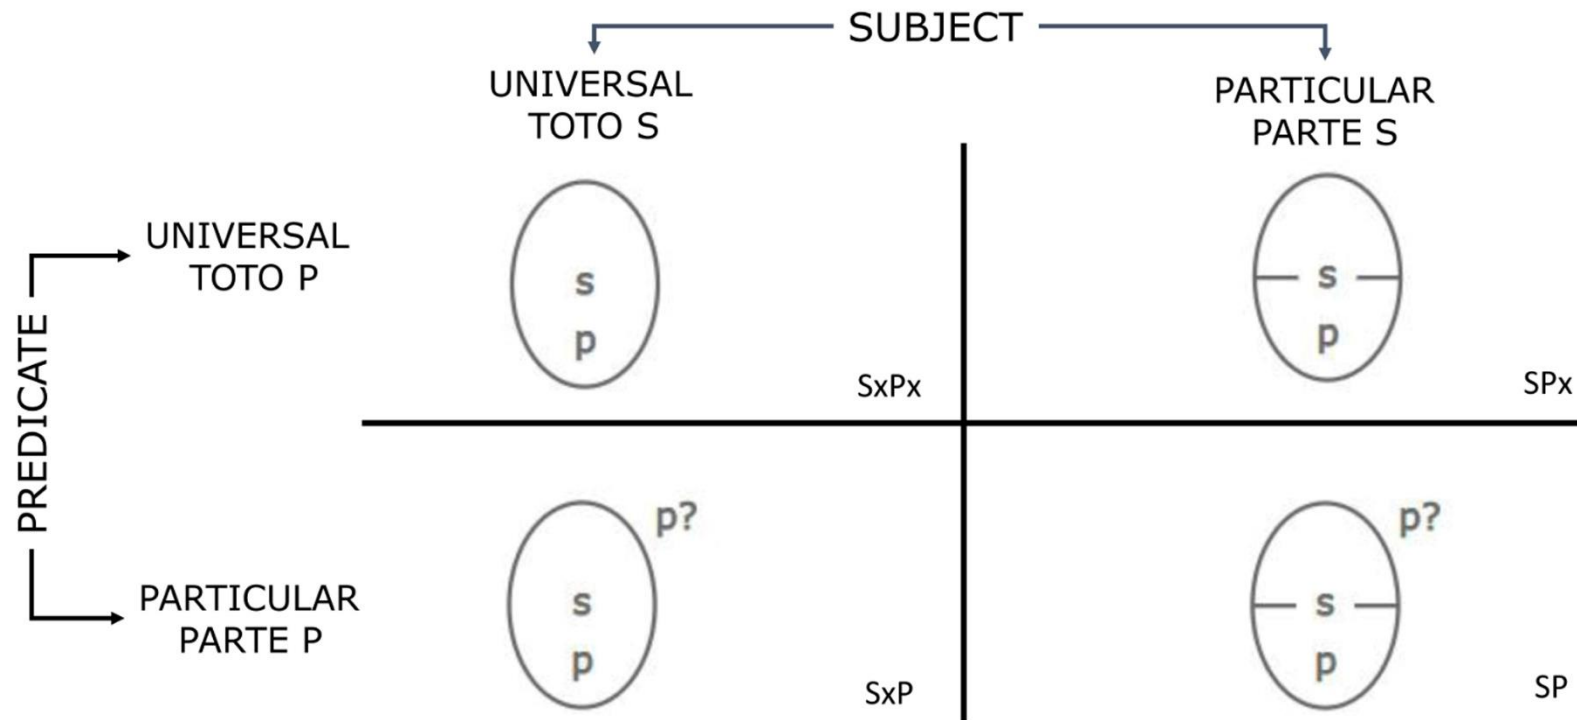 SUBJECT
UNIVERSAL
TOTO S
PARTICULAR
PARTE S
PREDICATE
UNIVERSAL
TOTO P
s
p
SxPx
s
p
SPx
PARTICULAR
PARTE P
p?
s
p
SxP
p?
s
p
SP